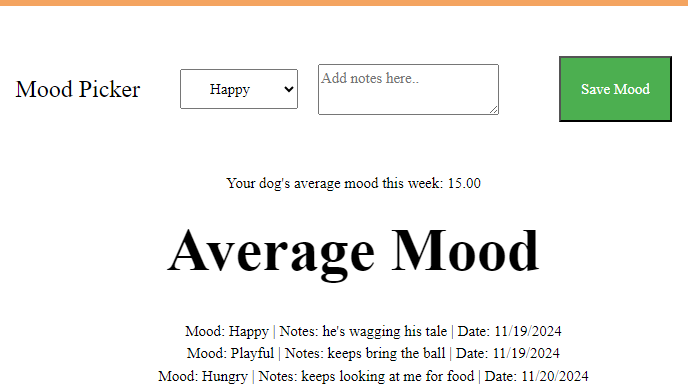 Mood Picker
Happy
Add notes here..
Save Mood
Your dog's average mood this week: 15.00
Average Mood
Mood: Happy | Notes: he's wagging his tale | Date: 11/19/2024
Mood: Playful | Notes: keeps bring the ball | Date: 11/19/2024
Mood: Hungry | Notes: keeps looking at me for food | Date: 11/20/2024